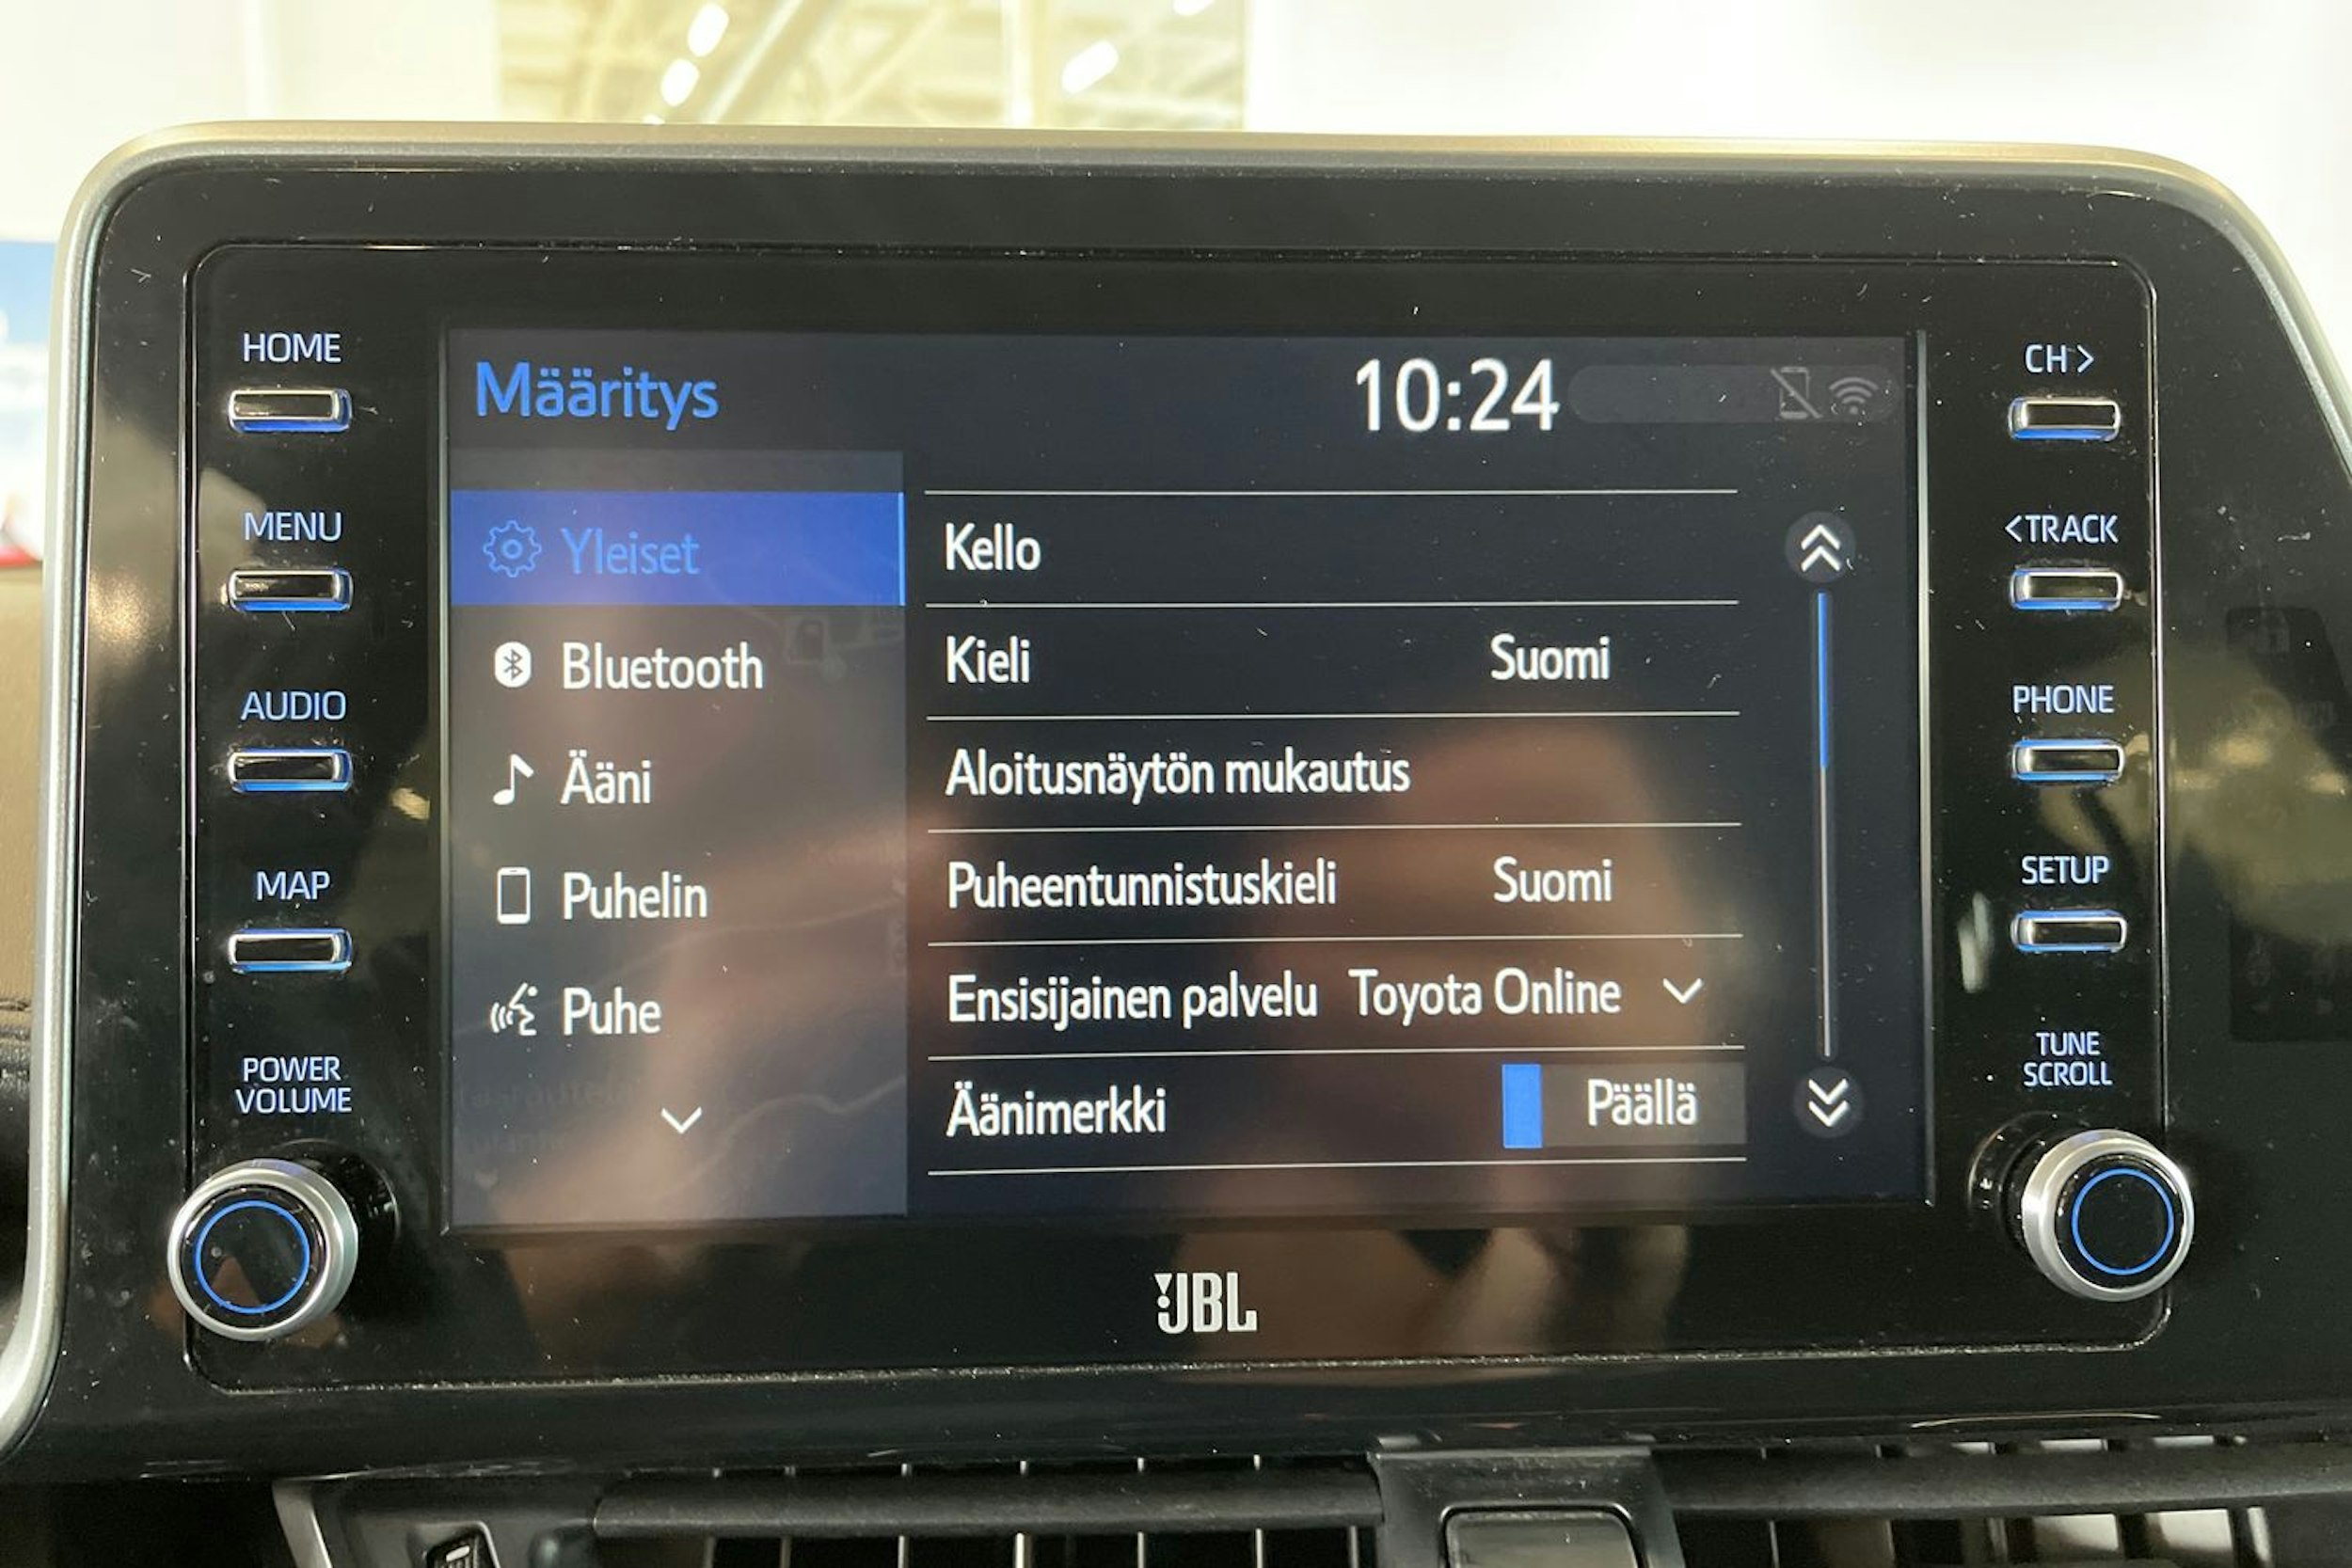 HOME
MENU
AUDIO
MAP
POWER
VOLUME
Määritys
10:24
Yleiset
Bluetooth
Ääni
Puhelin
Puhe
Kello
Kieli Suomi
Aloitusnäytön mukautus
Puheentunnistuskieli Suomi
Ensisijainen palvelu Toyota Online
Äänimerkki Päällä
CH >
<TRACK
PHONE
SETUP
TUNE
SCROLL
JBL